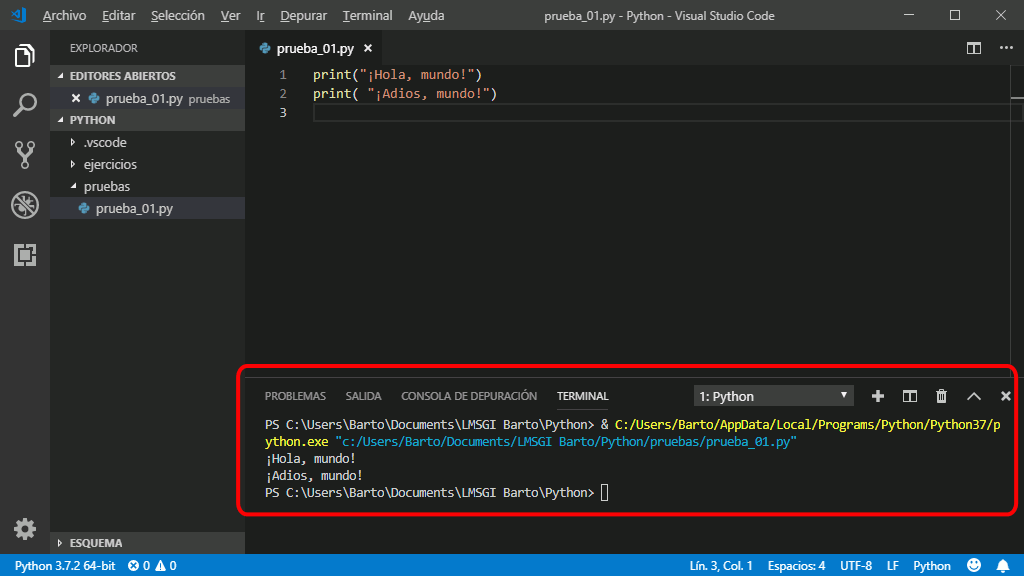 Archivo Editar Selección Ver Ir Depurar Terminal Ayuda prueba_01.py - Python - Visual Studio Code
EXPLORADOR
EDITORES ABIERTOS
prueba_01.py pruebas
PYTHON
.vscode
ejercicios
pruebas
prueba_01.py
ESQUEMA
prueba_01.py
1 print("¡Hola, mundo!")
2 print( "¡Adios, mundo!")
3
PROBLEMAS SALIDA CONSOLA DE DEPURACIÓN TERMINAL 1: Python
PS C:\Users\Barto\Documents\LMSGI Barto\Python> & C:/Users/Barto/AppData/Local/Programs/Python/Python37/p
ython.exe "c:/Users/Barto/Documents/LMSGI Barto/Python/pruebas/prueba_01.py"
¡Hola, mundo!
¡Adios, mundo!
PS C:\Users\Barto\Documents\LMSGI Barto\Python>
Python 3.7.2 64-bit 0 0 Lín. 3, Col. 1 Espacios: 4 UTF-8 LF Python